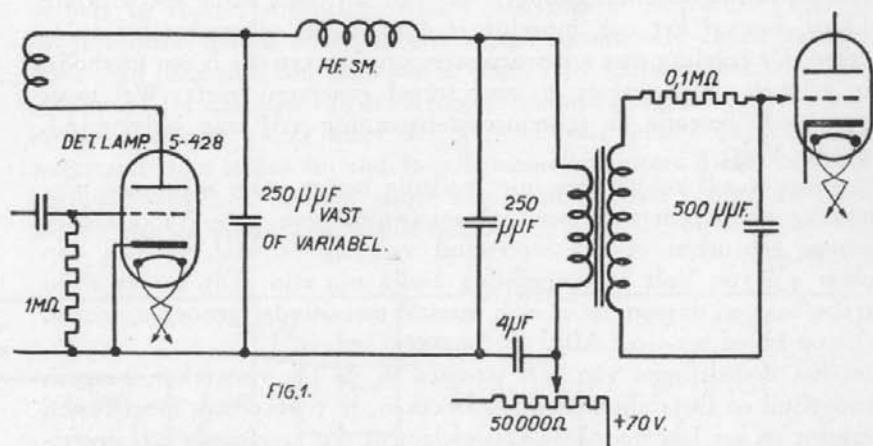 H.F. SM.
0,1MΩ
DET. LAMP. S-428
250 μμF
VAST
OF VARIABEL.
250
μμF
500 μμF.
1MΩ
4μF
FIG.1.
50000Ω
+70 V.